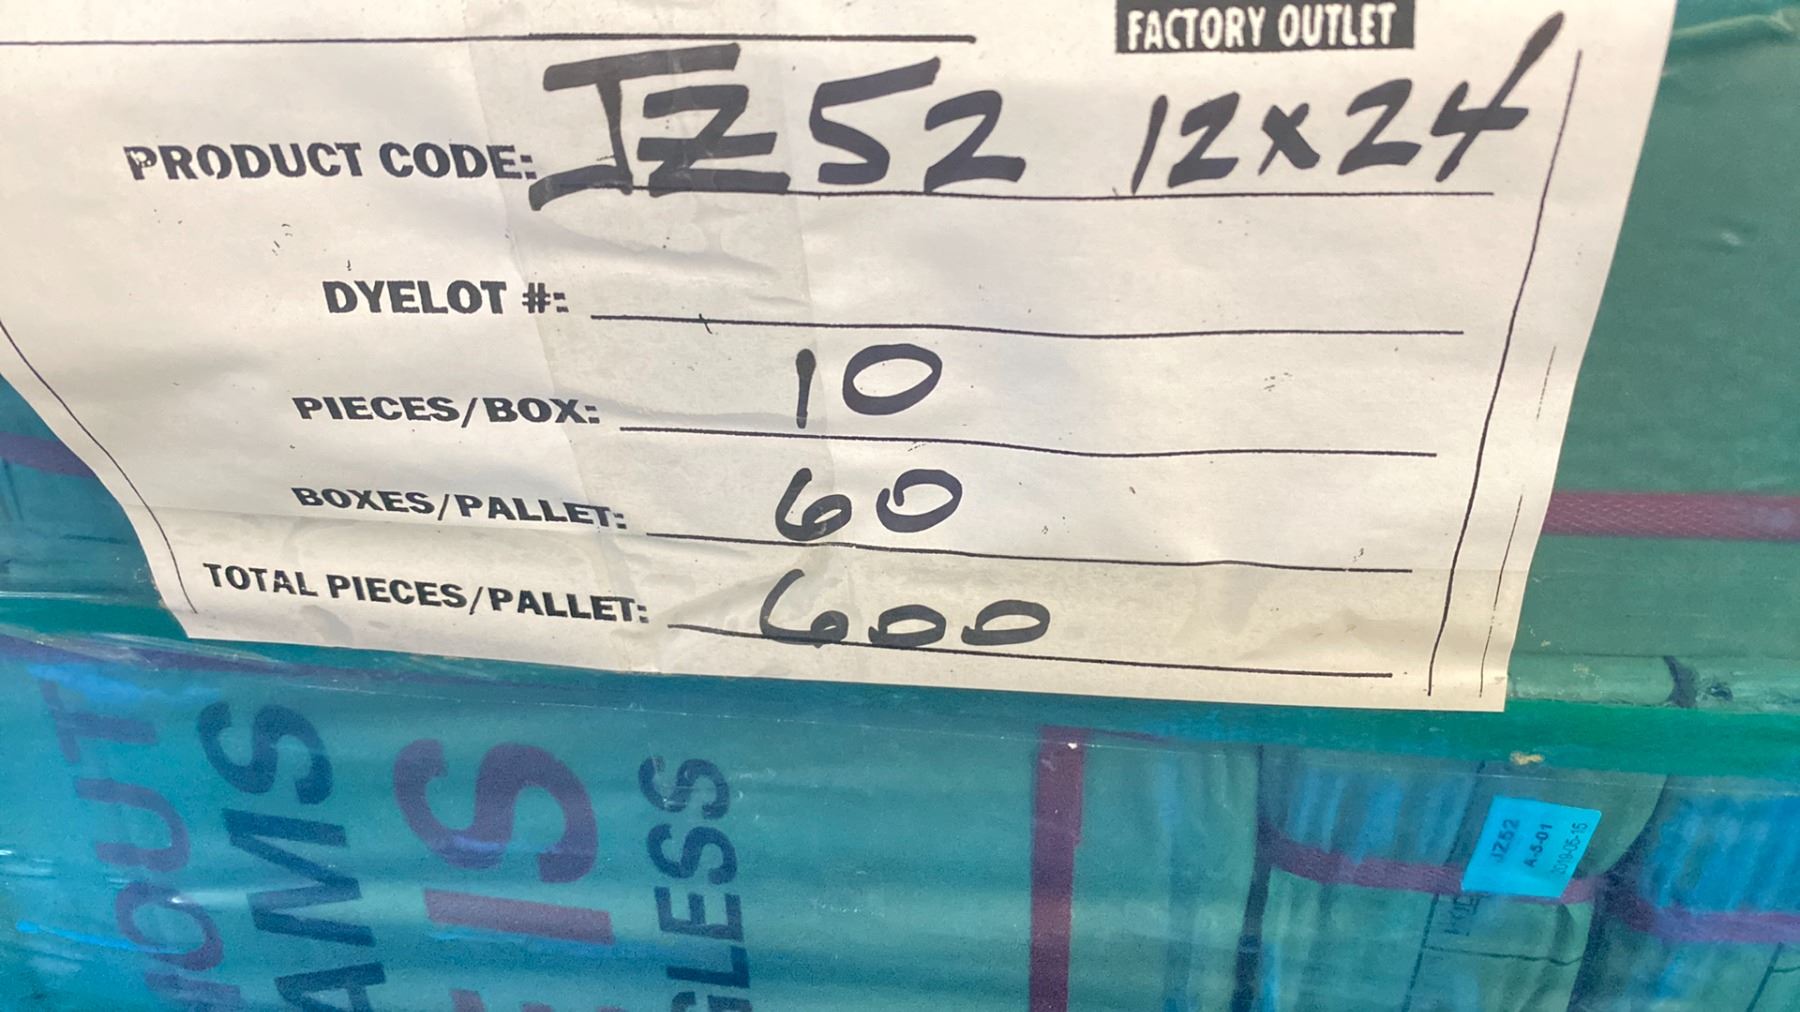 FACTORY OUTLET
PRODUCT CODE: JZ52 12x24
DYELOT #:
PIECES/BOX: 10
BOXES/PALLET: 60
TOTAL PIECES/PALLET: 600
JZ52
A-5-01
2019-05-15